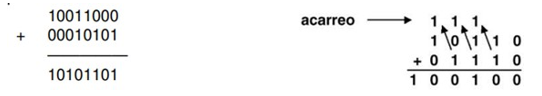 10011000
+ 00010101
10101101
acarreo 1 1 1
1 0 1 1 0
+ 0 1 1 1 0
1 0 0 1 0 0